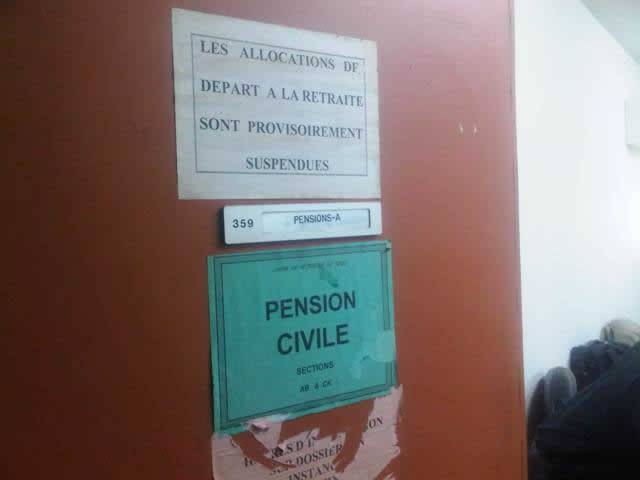 LES ALLOCATIONS DE
DEPART A LA RETRAITE
SONT PROVISOIREMENT
SUSPENDUES
359 PENSIONS-A
PENSION
CIVILE
SECTIONS
AB & CK